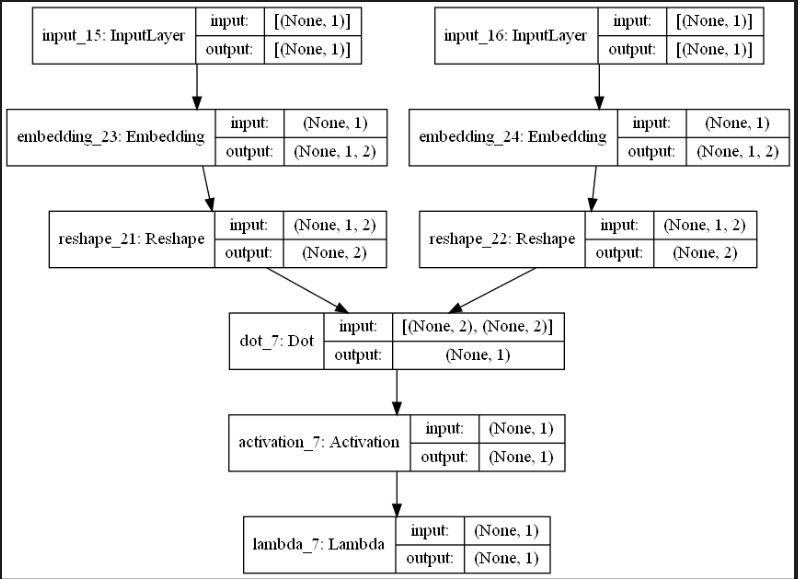 input_15: InputLayer input: [(None, 1)] output: [(None, 1)]
input_16: InputLayer input: [(None, 1)] output: [(None, 1)]
embedding_23: Embedding input: (None, 1) output: (None, 1, 2)
embedding_24: Embedding input: (None, 1) output: (None, 1, 2)
reshape_21: Reshape input: (None, 1, 2) output: (None, 2)
reshape_22: Reshape input: (None, 1, 2) output: (None, 2)
dot_7: Dot input: [(None, 2), (None, 2)] output: (None, 1)
activation_7: Activation input: (None, 1) output: (None, 1)
lambda_7: Lambda input: (None, 1) output: (None, 1)